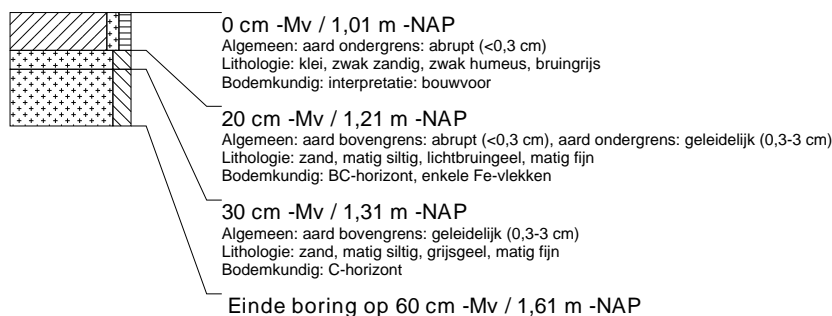 0 cm -Mv / 1,01 m -NAP
Algemeen: aard ondergrens: abrupt (<0,3 cm)
Lithologie: klei, zwak zandig, zwak humeus, bruingrijs
Bodemkundig: interpretatie: bouwvoor
20 cm -Mv / 1,21 m -NAP
Algemeen: aard bovengrens: abrupt (<0,3 cm), aard ondergrens: geleidelijk (0,3-3 cm)
Lithologie: zand, matig siltig, lichtbruingeel, matig fijn
Bodemkundig: BC-horizont, enkele Fe-vlekken
30 cm -Mv / 1,31 m -NAP
Algemeen: aard bovengrens: geleidelijk (0,3-3 cm)
Lithologie: zand, matig siltig, grijsgeel, matig fijn
Bodemkundig: C-horizont
Einde boring op 60 cm -Mv / 1,61 m -NAP